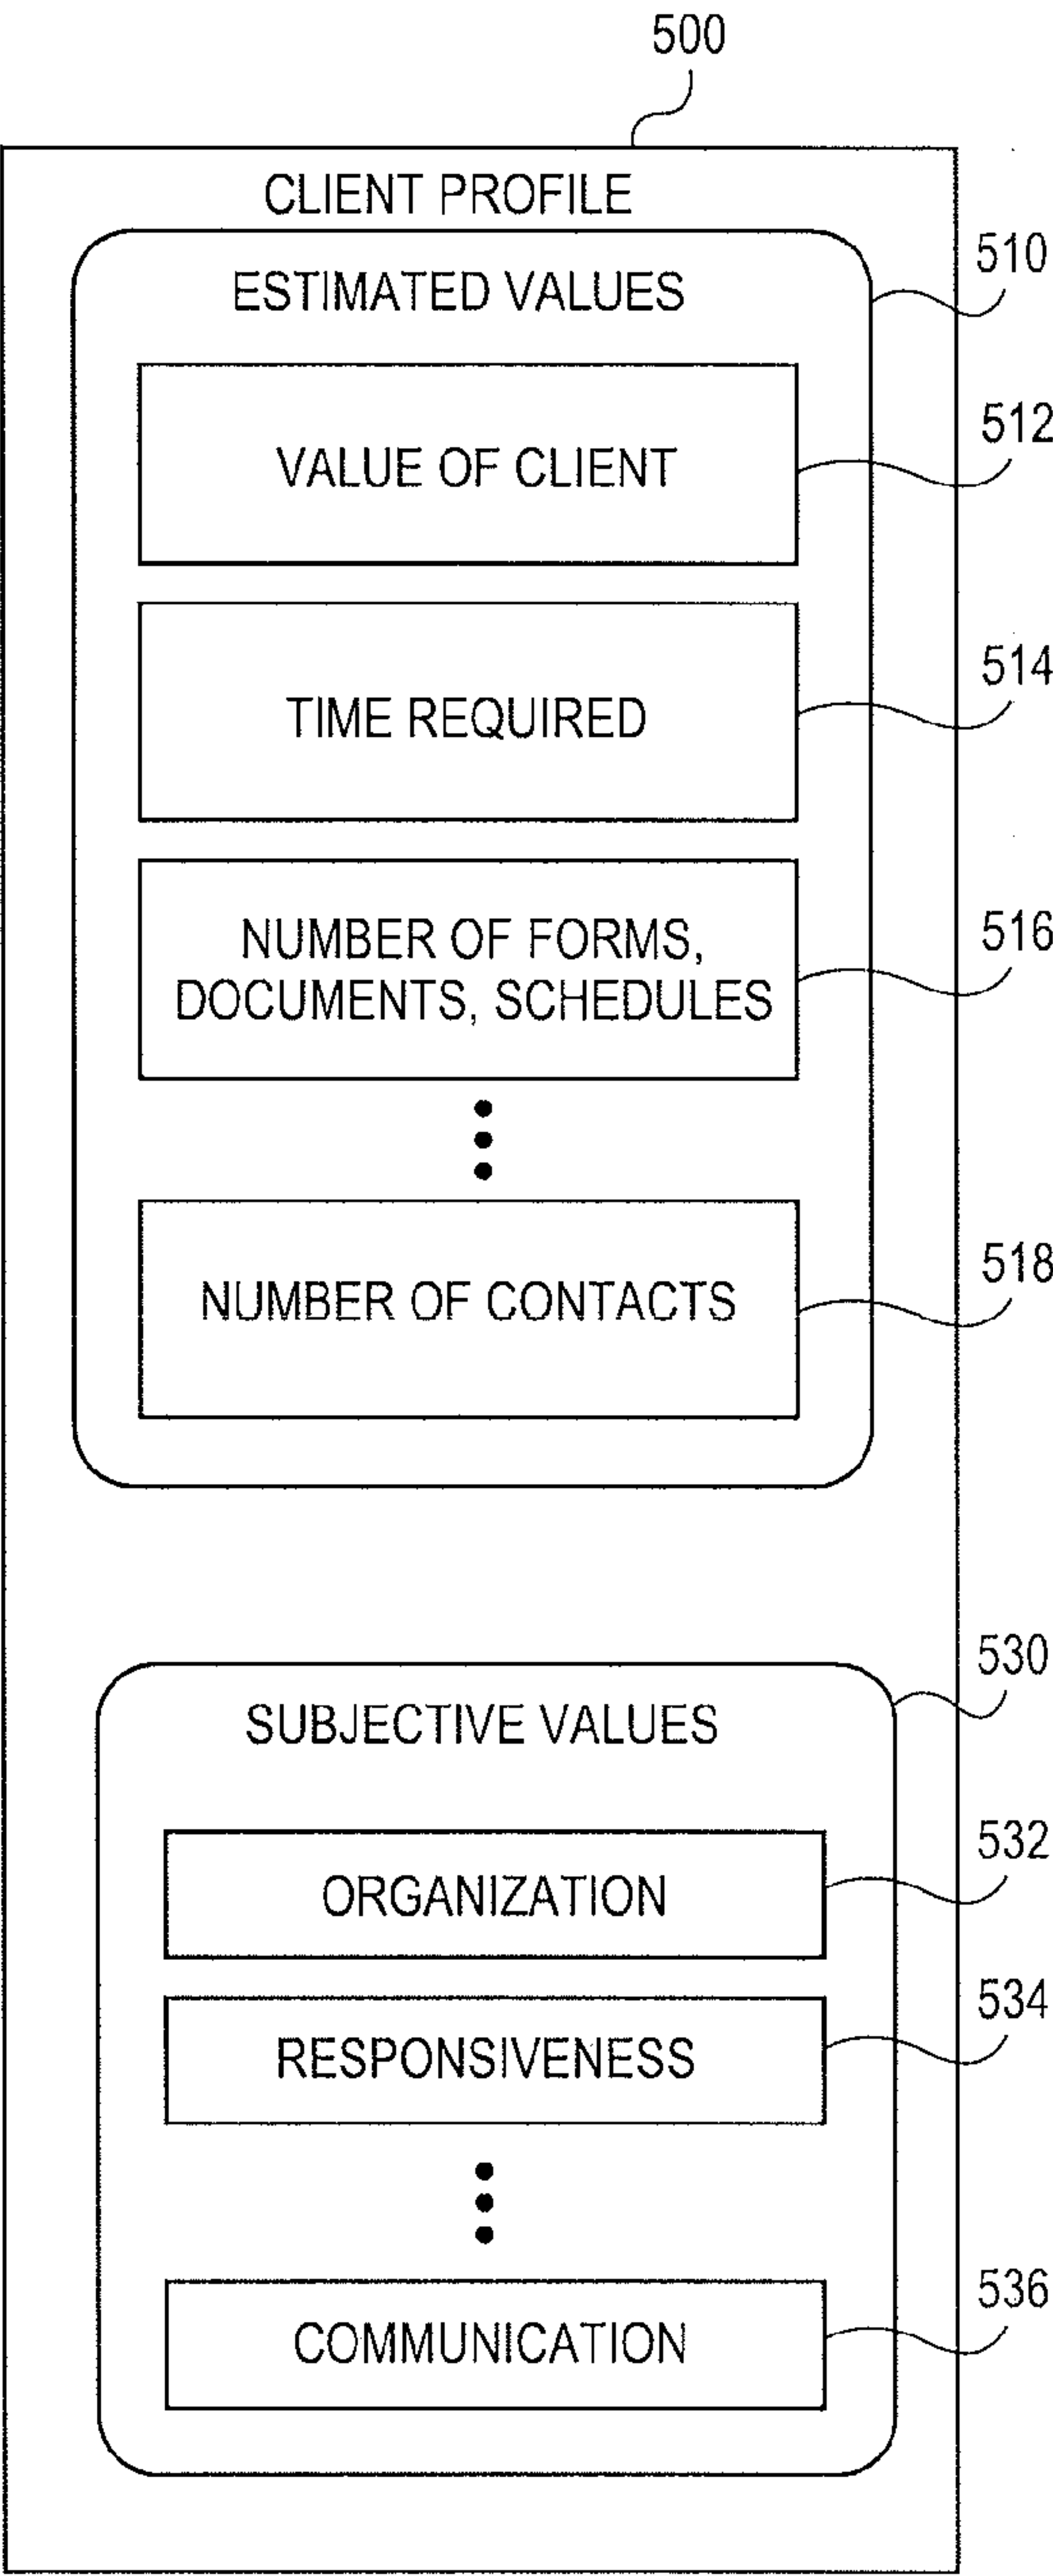 500
CLIENT PROFILE
510
ESTIMATED VALUES
512
VALUE OF CLIENT
514
TIME REQUIRED
516
NUMBER OF FORMS,
DOCUMENTS, SCHEDULES
518
NUMBER OF CONTACTS
530
SUBJECTIVE VALUES
532
ORGANIZATION
534
RESPONSIVENESS
536
COMMUNICATION